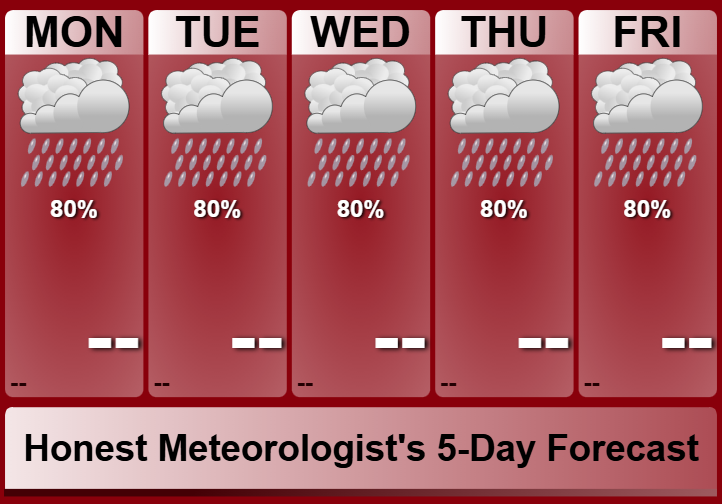 MON TUE WED THU FRI
80% 80% 80% 80% 80%
-- -- -- -- --
-- -- -- -- --
Honest Meteorologist's 5-Day Forecast